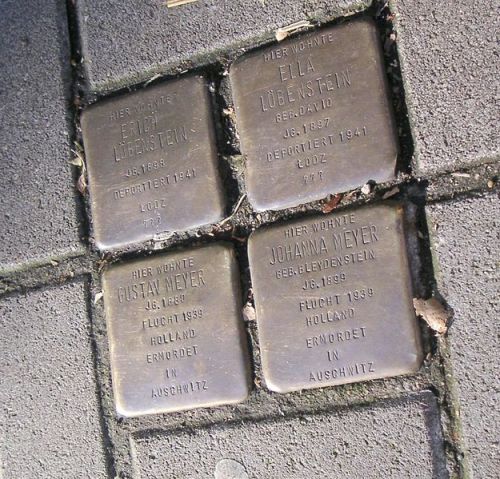 HIER WOHNTE
ERICH
LÖBENSTEIN
JG. 1898
DEPORTIERT 1941
ŁODZ
???
HIER WOHNTE
ELLA
LÖBENSTEIN
GEB. DAVID
JG. 1897
DEPORTIERT 1941
ŁODZ
???
HIER WOHNTE
GUSTAV MEYER
JG. 1880
FLUCHT 1939
HOLLAND
ERMORDET
IN
AUSCHWITZ
HIER WOHNTE
JOHANNA MEYER
GEB. BLEYDENSTEIN
JG. 1899
FLUCHT 1939
HOLLAND
ERMORDET
IN
AUSCHWITZ